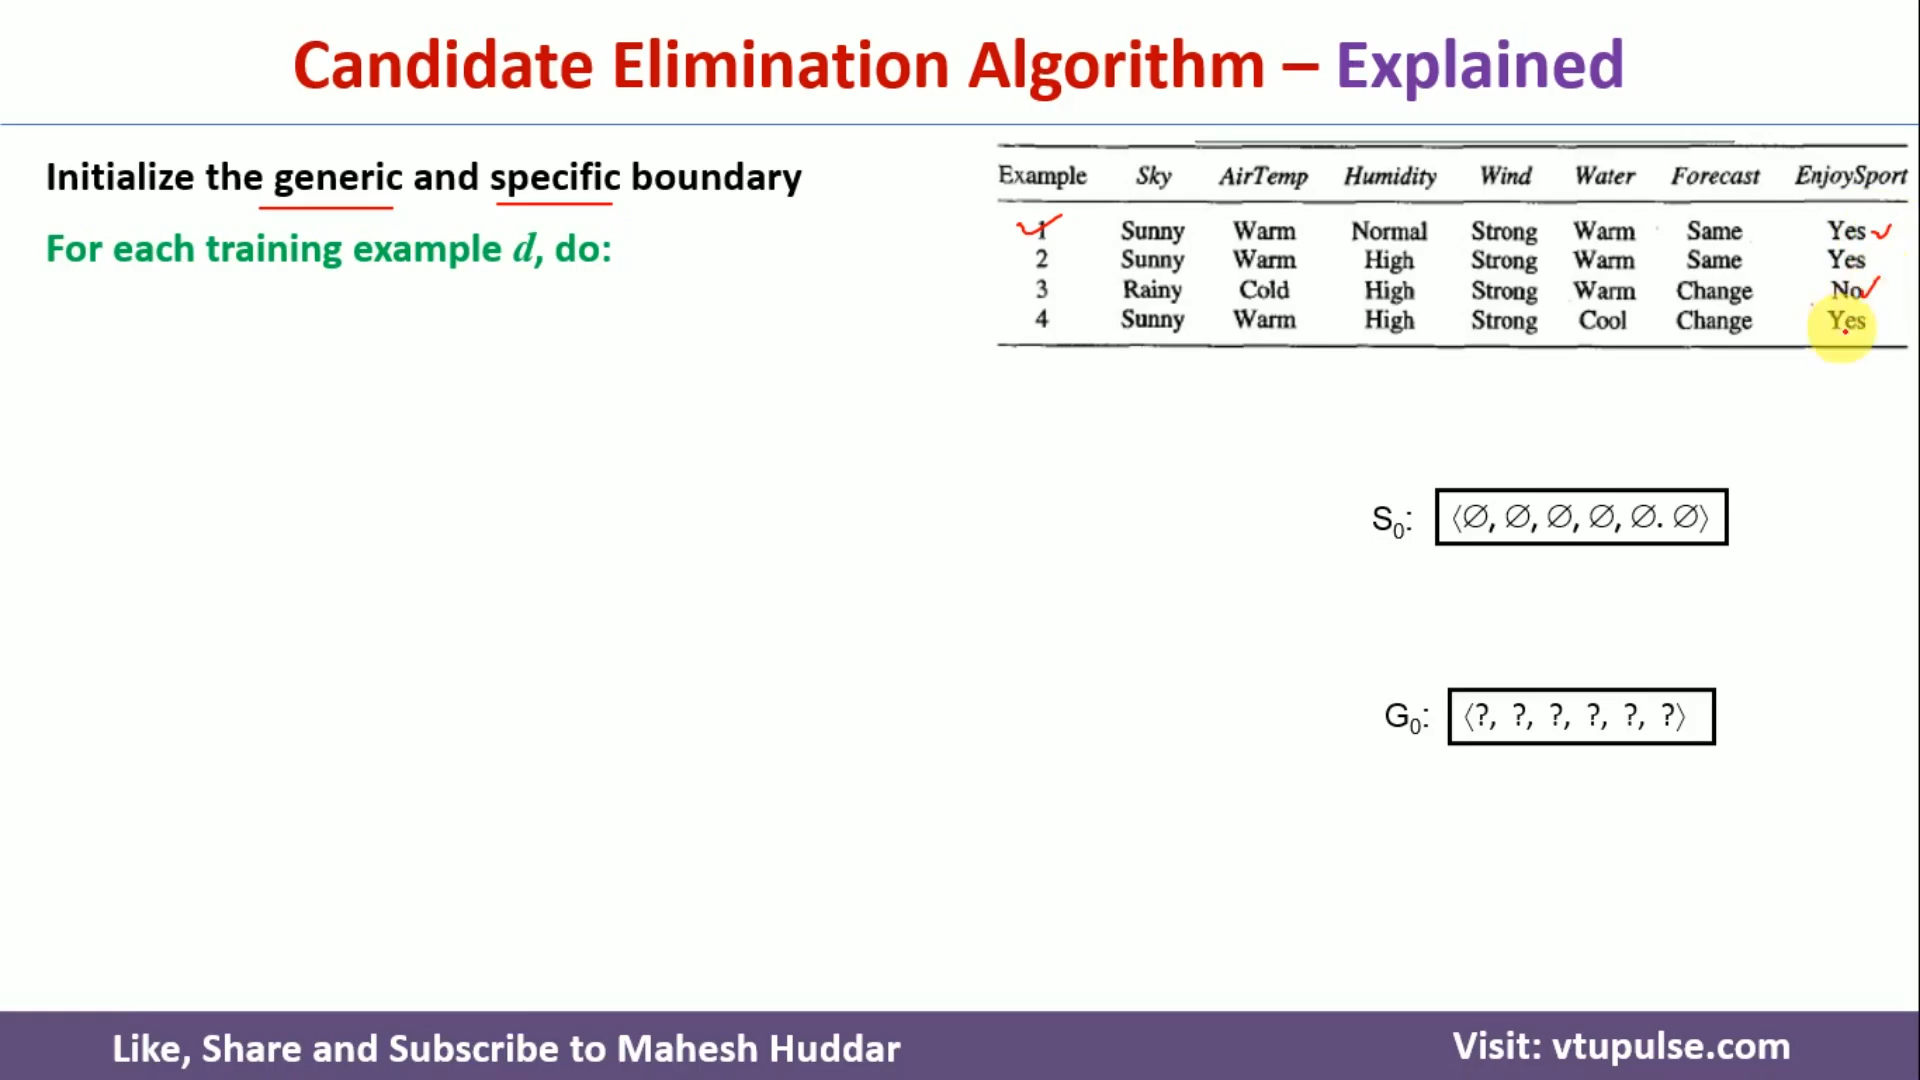 Candidate Elimination Algorithm – Explained
Initialize the generic and specific boundary
For each training example d, do:
Example Sky AirTemp Humidity Wind Water Forecast EnjoySport
1 Sunny Warm Normal Strong Warm Same Yes
2 Sunny Warm High Strong Warm Same Yes
3 Rainy Cold High Strong Warm Change No
4 Sunny Warm High Strong Cool Change Yes
S0: ⟨∅, ∅, ∅, ∅, ∅. ∅⟩
G0: ⟨?, ?, ?, ?, ?, ?⟩
Like, Share and Subscribe to Mahesh Huddar
Visit: vtupulse.com